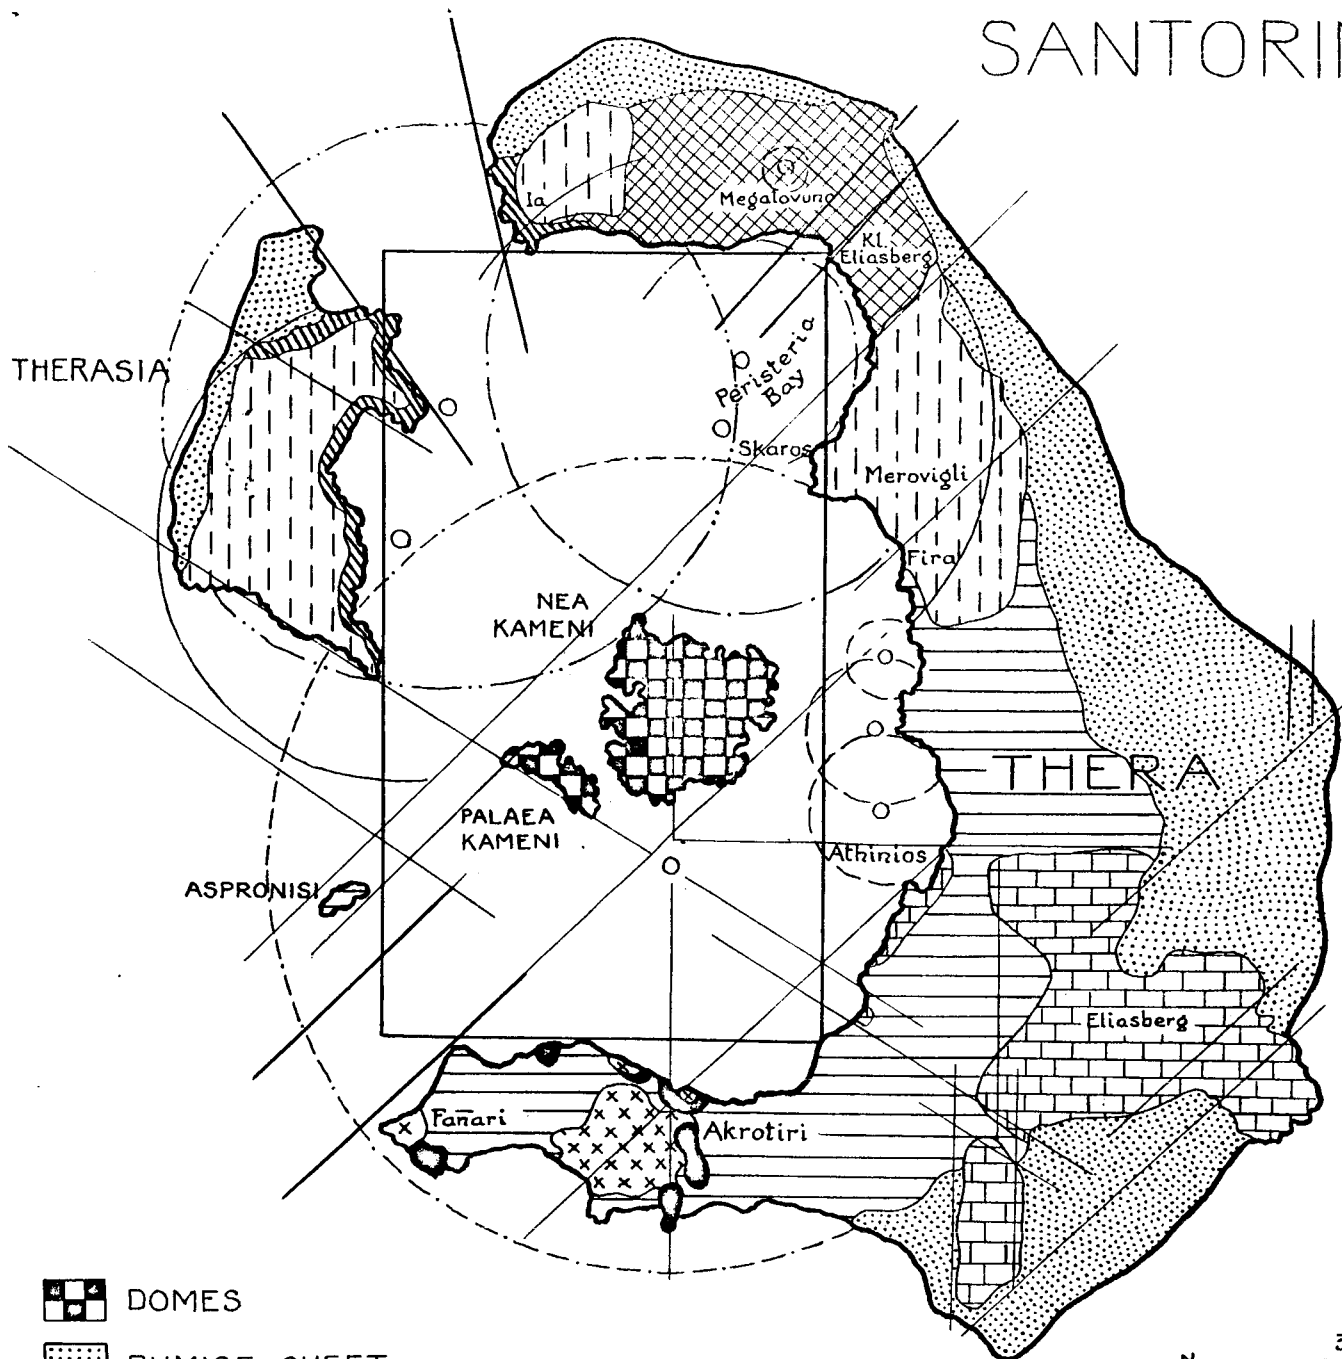 SANTORI
Ia
Megalovuno
Kl.
Eliasberg
THERASIA
Peristeria
Bay
Skaros
Merovigli
Fira
NEA
KAMENI
THERA
PALAEA
KAMENI
Athinios
ASPRONISI
Eliasberg
Fanari
Akrotiri
DOMES
PUMICE SHEET
N